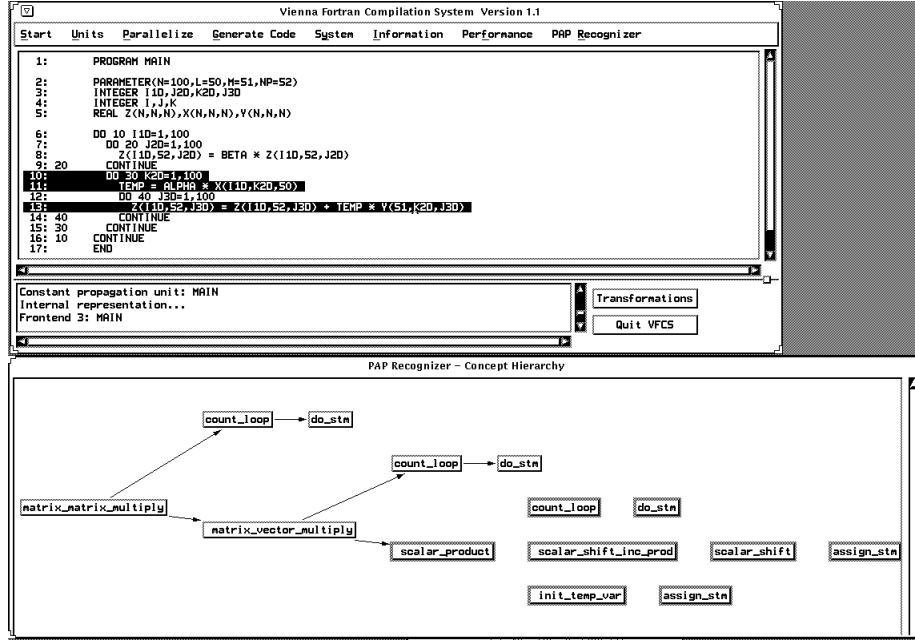 Vienna Fortran Compilation System Version 1.1
Start Units Parallelize Generate Code System Information Performance PAP Recognizer
1: PROGRAM MAIN
2: PARAMETER(N=100,L=50,M=51,NP=52)
3: INTEGER I1D,J2D,K2D,J3D
4: INTEGER I,J,K
5: REAL Z(N,N,N),X(N,N,N),Y(N,N,N)
6: DO 10 I1D=1,100
7: DO 20 J2D=1,100
8: Z(I1D,52,J2D) = BETA * Z(I1D,52,J2D)
9: 20 CONTINUE
10: DO 30 K2D=1,100
11: TEMP = ALPHA * X(I1D,K2D,50)
12: DO 40 J3D=1,100
13: Z(I1D,52,J3D) = Z(I1D,52,J3D) + TEMP * Y(51,K2D,J3D)
14: 40 CONTINUE
15: 30 CONTINUE
16: 10 CONTINUE
17: END
Constant propagation unit: MAIN
Internal representation...
Frontend 3: MAIN
Transformations
Quit VFCS
PAP Recognizer – Concept Hierarchy
count_loop do_stm
count_loop do_stm
matrix_matrix_multiply count_loop do_stm
matrix_vector_multiply
scalar_product scalar_shift_inc_prod scalar_shift assign_stm
init_temp_var assign_stm